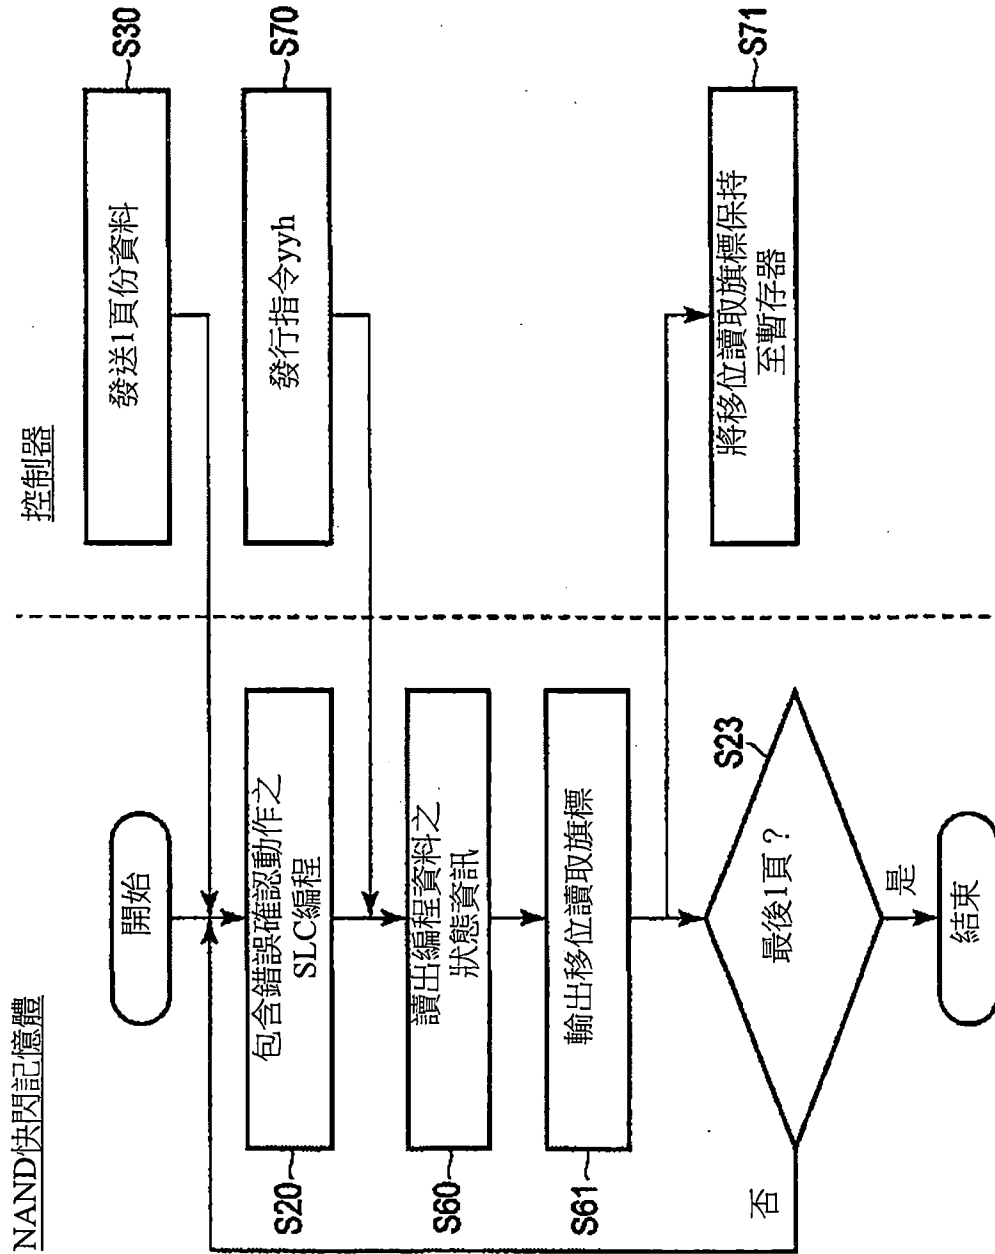 NAND快閃記憶體
控制器
開始
發送1頁份資料
S30
包含錯誤確認動作之
SLC編程
S20
發行指令yyh
S70
讀出編程資料之
狀態資訊
S60
輸出移位讀取旗標
S61
將移位讀取旗標保持
至暫存器
S71
最後1頁？
S23
否
是
結束